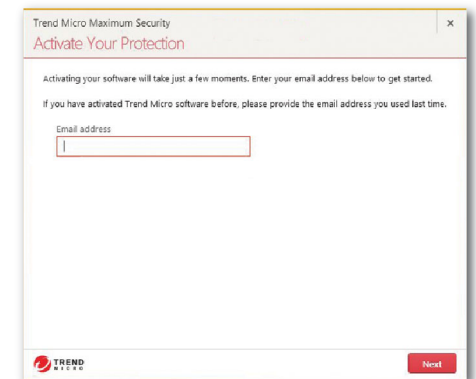 Trend Micro Maximum Security
×
Activate Your Protection
Activating your software will take just a few moments. Enter your email address below to get started.
If you have activated Trend Micro software before, please provide the email address you used last time.
Email address
TREND
MICRO
Next